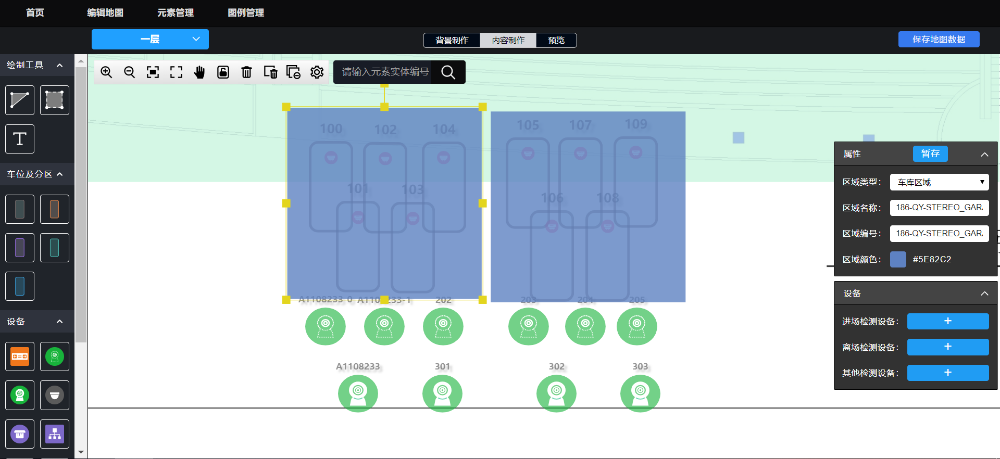 首页
编辑地图
元素管理
图例管理
一层
背景制作
内容制作
预览
保存地图数据
绘制工具
车位及分区
设备
请输入元素实体编号
100
102
104
101
103
105
107
109
106
108
A1108233-0
202
203
204
205
A1108233
301
302
303
属性
暂存
区域类型：
车库区域
区域名称：
186-QY-STEREO_GAR
区域编号：
186-QY-STEREO_GAR
区域颜色：
#5E82C2
设备
进场检测设备：
+
离场检测设备：
+
其他检测设备：
+